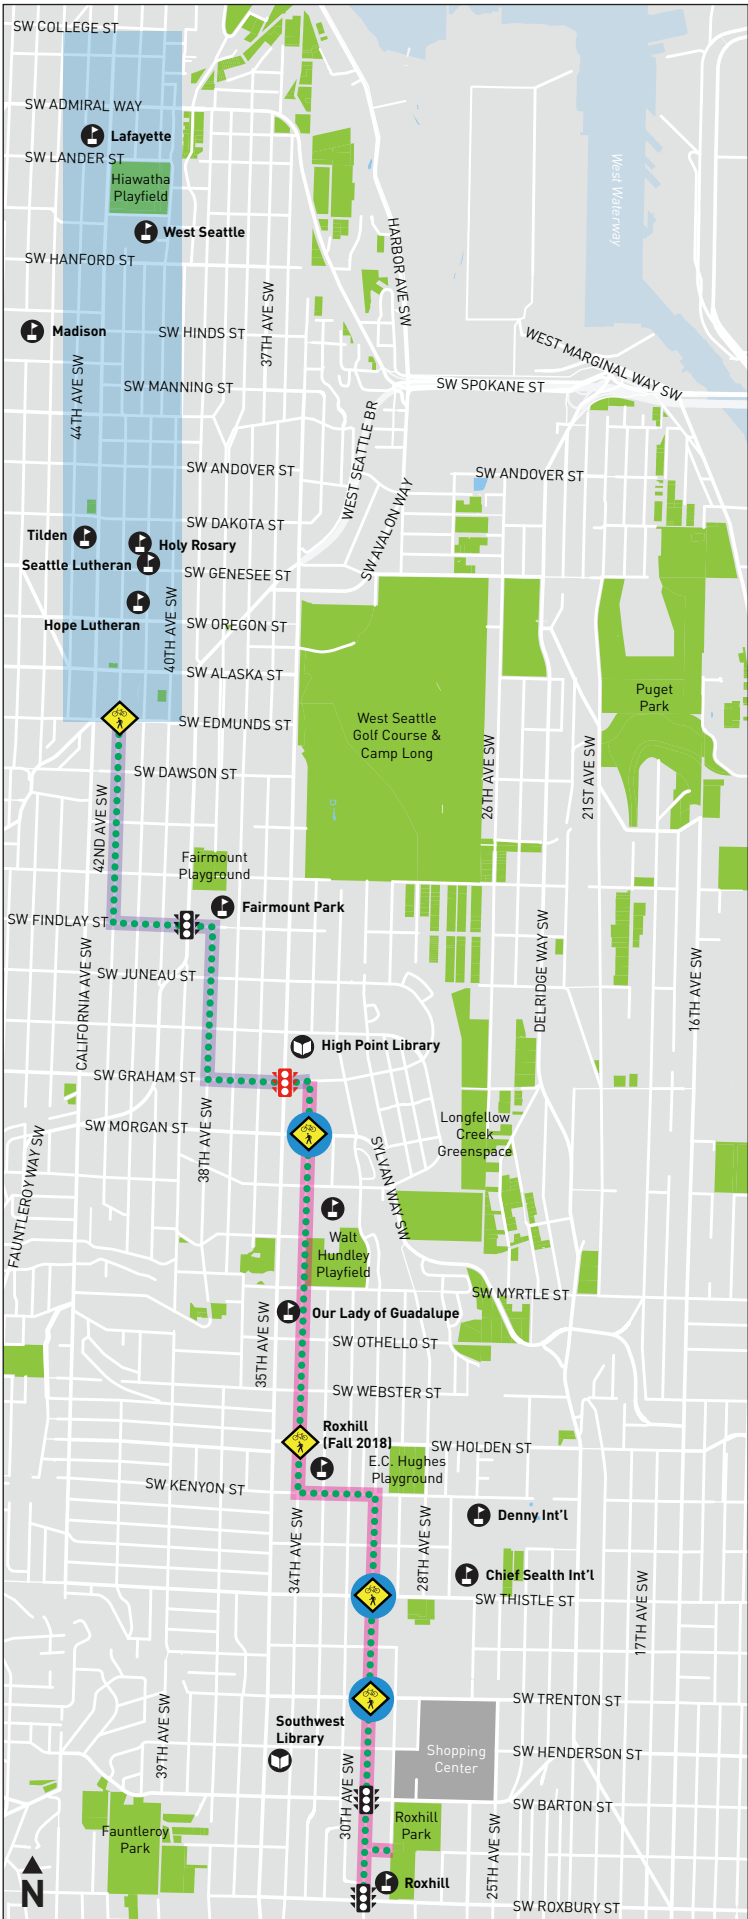 SW COLLEGE ST
SW ADMIRAL WAY
Lafayette
SW LANDER ST
Hiawatha
Playfield
West Waterway
West Seattle
HARBOR AVE SW
SW HANFORD ST
37TH AVE SW
Madison
SW HINDS ST
WEST MARGINAL WAY SW
44TH AVE SW
SW MANNING ST
SW SPOKANE ST
WEST SEATTLE BR
SW ANDOVER ST
SW ANDOVER ST
SW AVALON WAY
SW DAKOTA ST
Tilden
Holy Rosary
Seattle Lutheran
SW GENESEE ST
40TH AVE SW
Hope Lutheran
SW OREGON ST
SW ALASKA ST
Puget
Park
West Seattle
Golf Course &
Camp Long
SW EDMUNDS ST
26TH AVE SW
21ST AVE SW
SW DAWSON ST
42ND AVE SW
Fairmount
Playground
Fairmount Park
SW FINDLAY ST
DELRIDGE WAY SW
CALIFORNIA AVE SW
SW JUNEAU ST
16TH AVE SW
High Point Library
SW GRAHAM ST
38TH AVE SW
SW MORGAN ST
Longfellow
Creek
Greenspace
FAUNTLEROY WAY SW
SYLVAN WAY SW
Walt
Hundley
Playfield
SW MYRTLE ST
35TH AVE SW
Our Lady of Guadalupe
SW OTHELLO ST
SW WEBSTER ST
Roxhill
(Fall 2018)
SW HOLDEN ST
E.C. Hughes
Playground
SW KENYON ST
34TH AVE SW
28TH AVE SW
Denny Int'l
Chief Sealth Int'l
SW THISTLE ST
17TH AVE SW
SW TRENTON ST
39TH AVE SW
Southwest
Library
Shopping
Center
SW HENDERSON ST
30TH AVE SW
SW BARTON ST
Fauntleroy
Park
Roxhill
Park
25TH AVE SW
N
Roxhill
SW ROXBURY ST